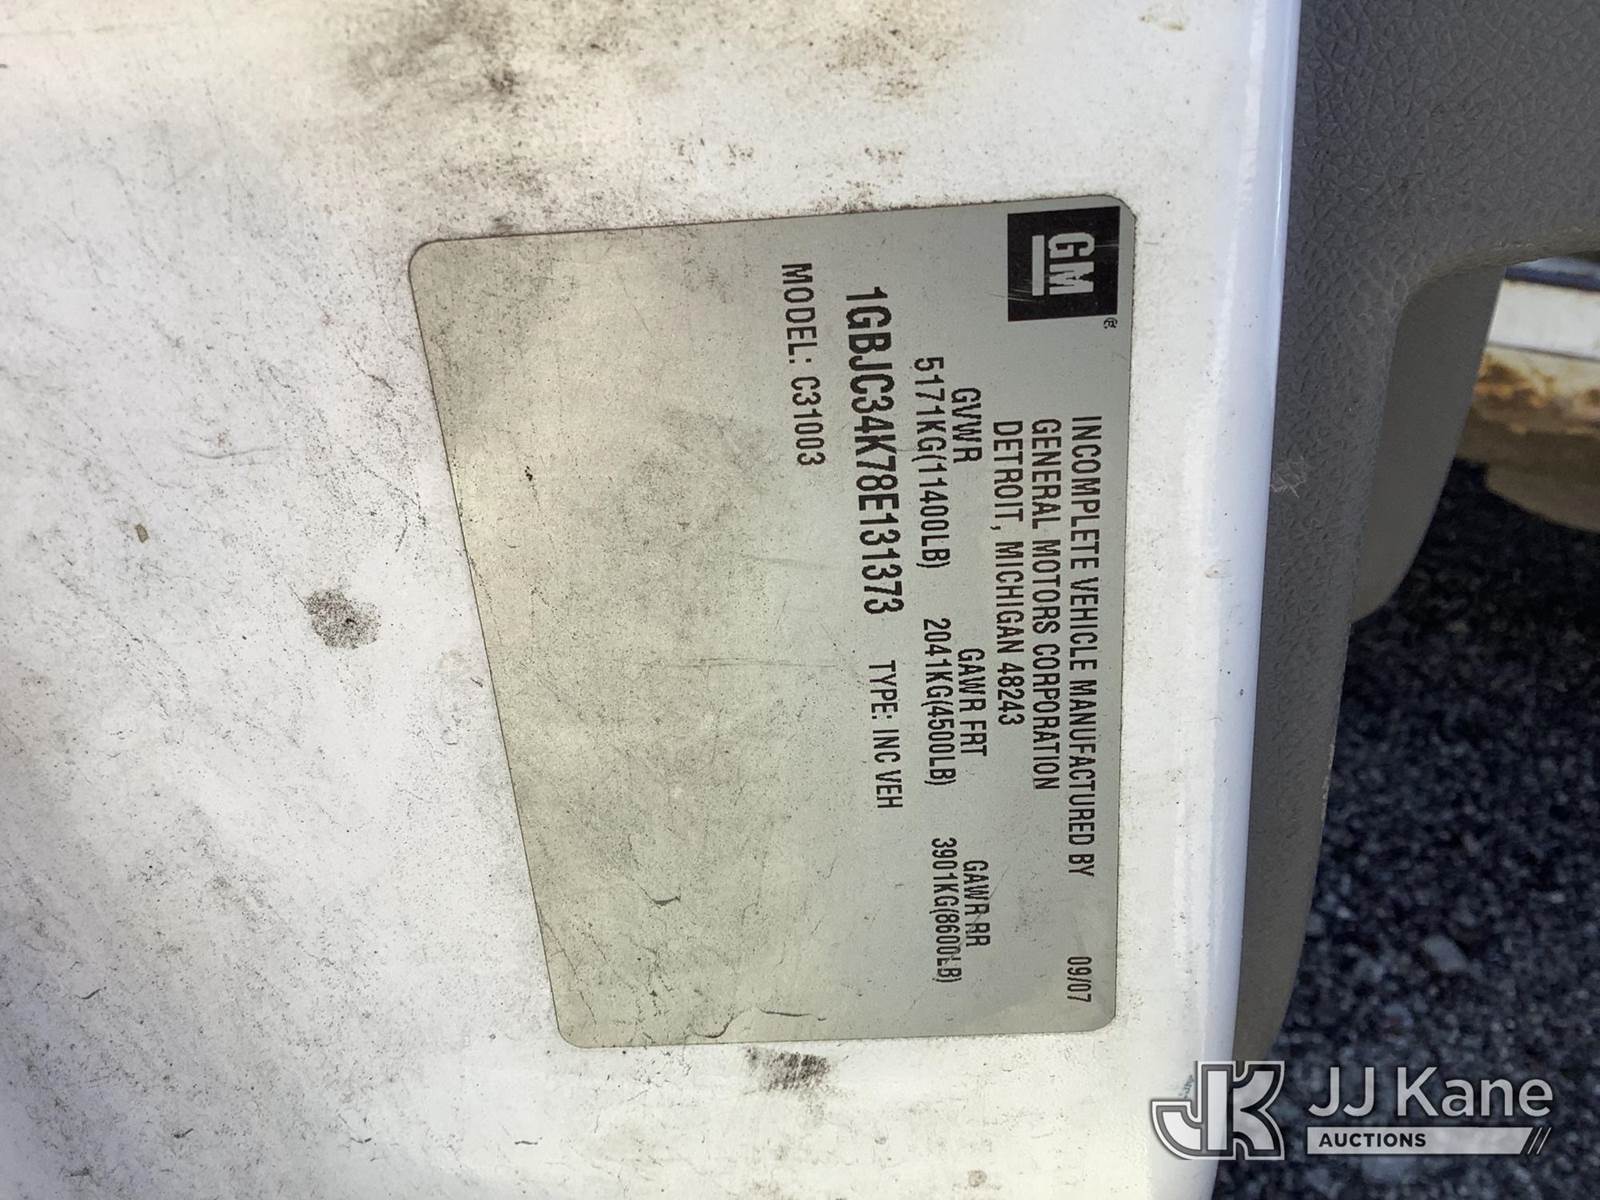 GM®
INCOMPLETE VEHICLE MANUFACTURED BY 09/07
GENERAL MOTORS CORPORATION
DETROIT, MICHIGAN 48243
GVWR GAWR FRT GAWR RR
5171KG(11400LB) 2041KG(4500LB) 3901KG(8600LB)
1GBJC34K78E131373 TYPE: INC VEH
MODEL: C31003
JK JJ Kane
AUCTIONS